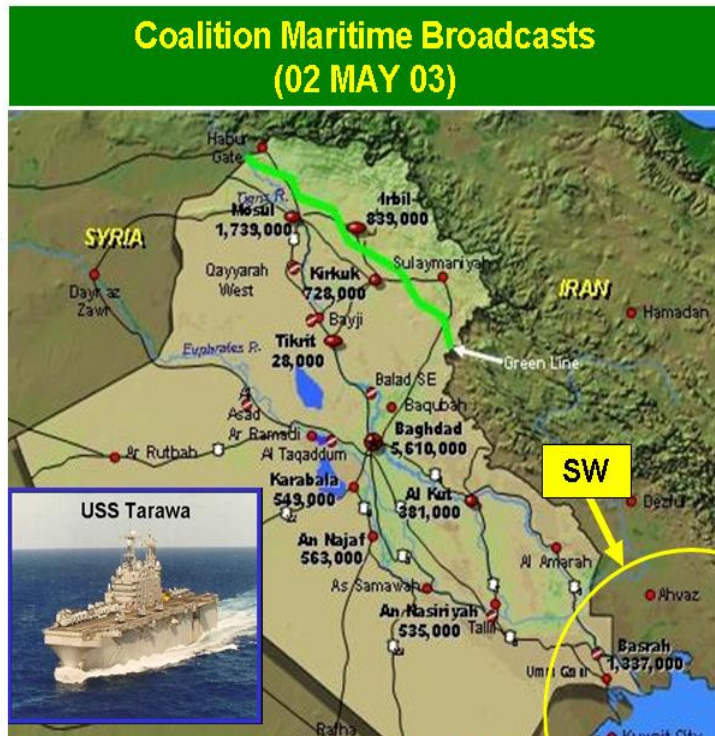 Coalition Maritime Broadcasts
(02 MAY 03)
Habur
Gate
Tigris R.
Mosul
1,739,000
Irbil
839,000
SYRIA
Qayyarah
West
Kirkuk
728,000
Sulaymaniyah
IRAN
Dayr az
Zawr
Hamadan
Bayji
Tikrit
28,000
Euphrates R.
Green Line
Balad SE
Al
Asad
Baqubah
Ar Ramadi
Baghdad
5,610,000
Ar Rutbah
Al Taqaddum
SW
Karabala
549,000
Al Kut
381,000
Dezful
USS Tarawa
An Najaf
563,000
Al Amarah
As Samawah
Ahvaz
An Nasiriyah
535,000
Tallil
Basrah
1,337,000
Umm Qasr
Rafha
Kuwait City